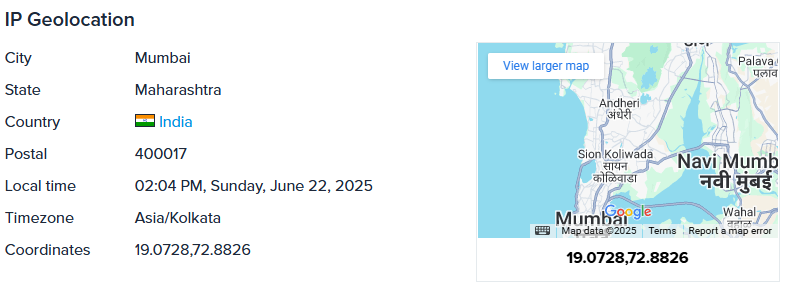 IP Geolocation
City Mumbai
State Maharashtra
Country India
Postal 400017
Local time 02:04 PM, Sunday, June 22, 2025
Timezone Asia/Kolkata
Coordinates 19.0728,72.8826
View larger map
Palava
पलाव
Andheri
अंधेरी
Sion Koliwada
सायन
कोळिवाडा
Navi Mumb
नवी मुंबई
Google
Wahal
Mumbai
Map data ©2025 Terms Report a map error
19.0728,72.8826